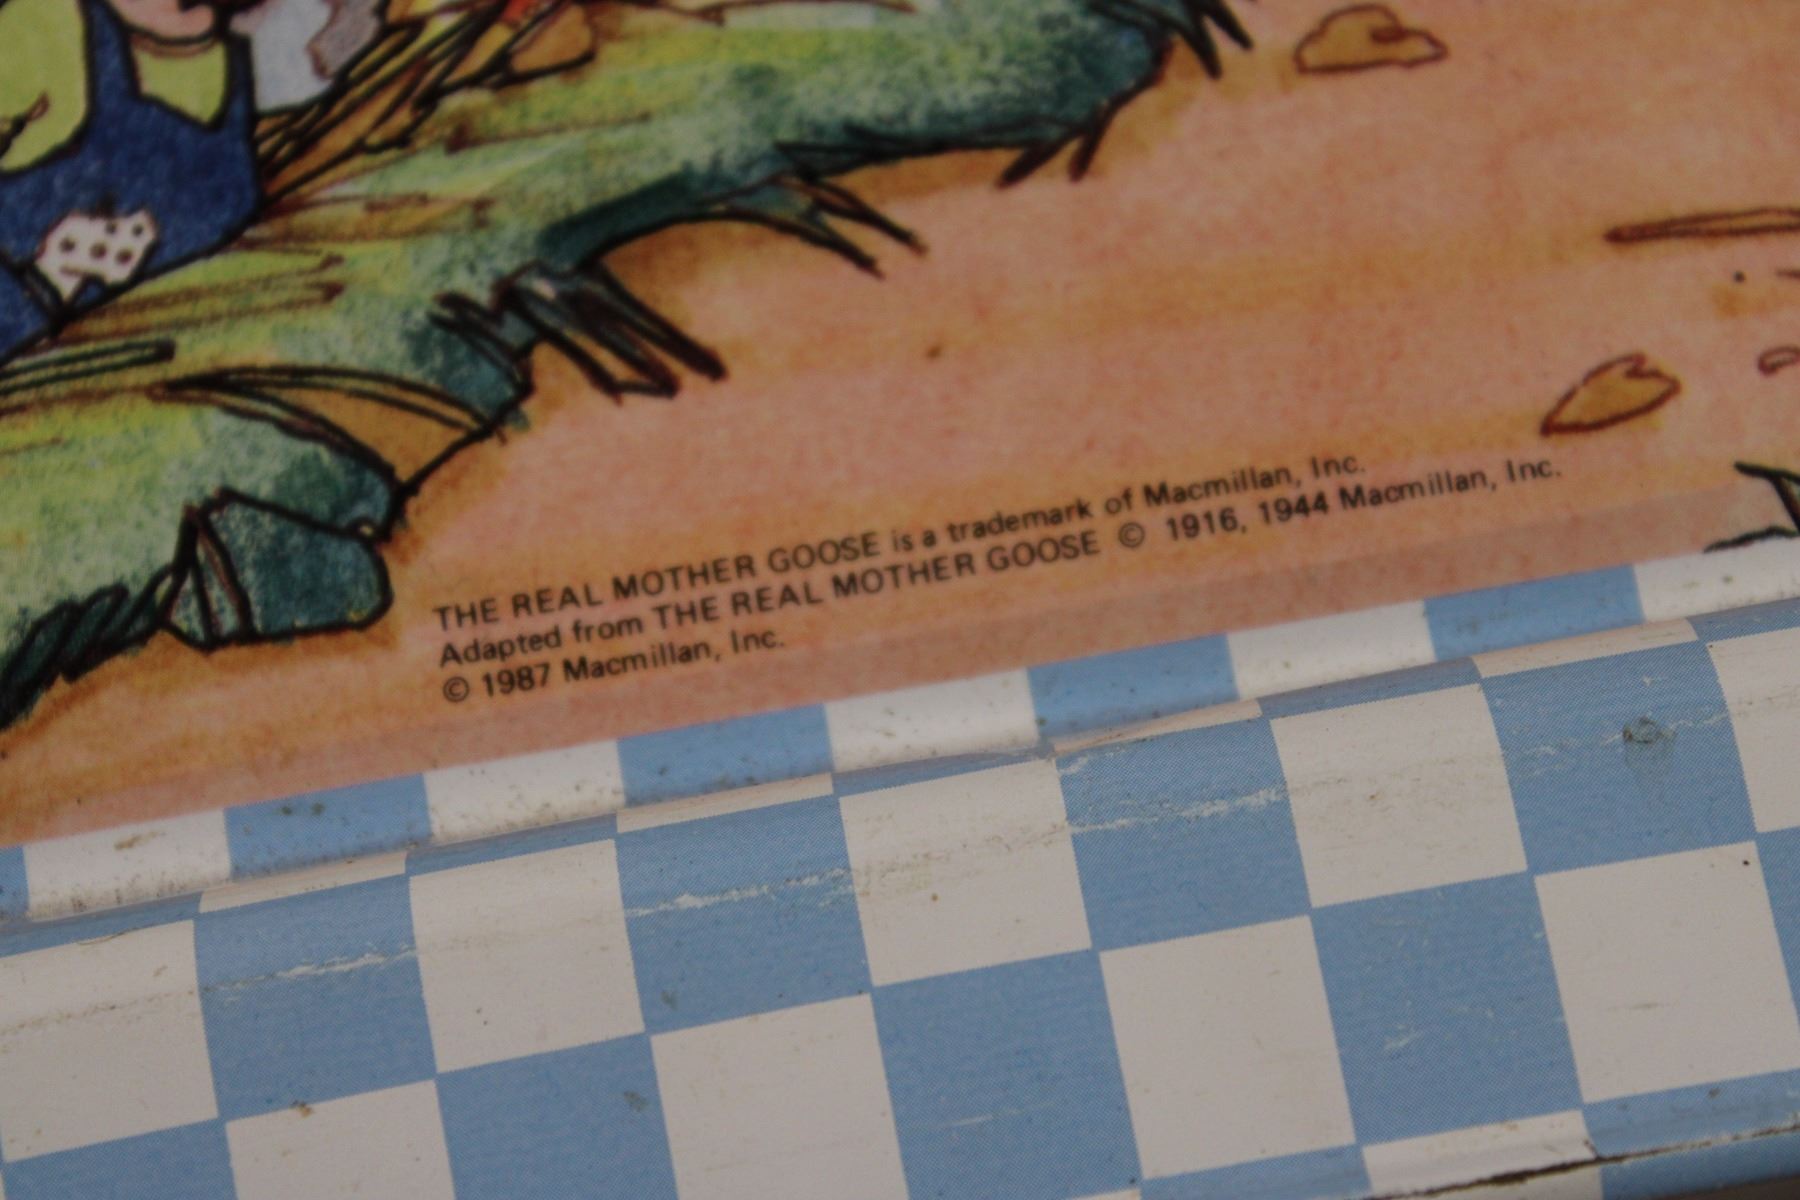 THE REAL MOTHER GOOSE is a trademark of Macmillan, Inc.
Adapted from THE REAL MOTHER GOOSE © 1916, 1944 Macmillan, Inc.
© 1987 Macmillan, Inc.